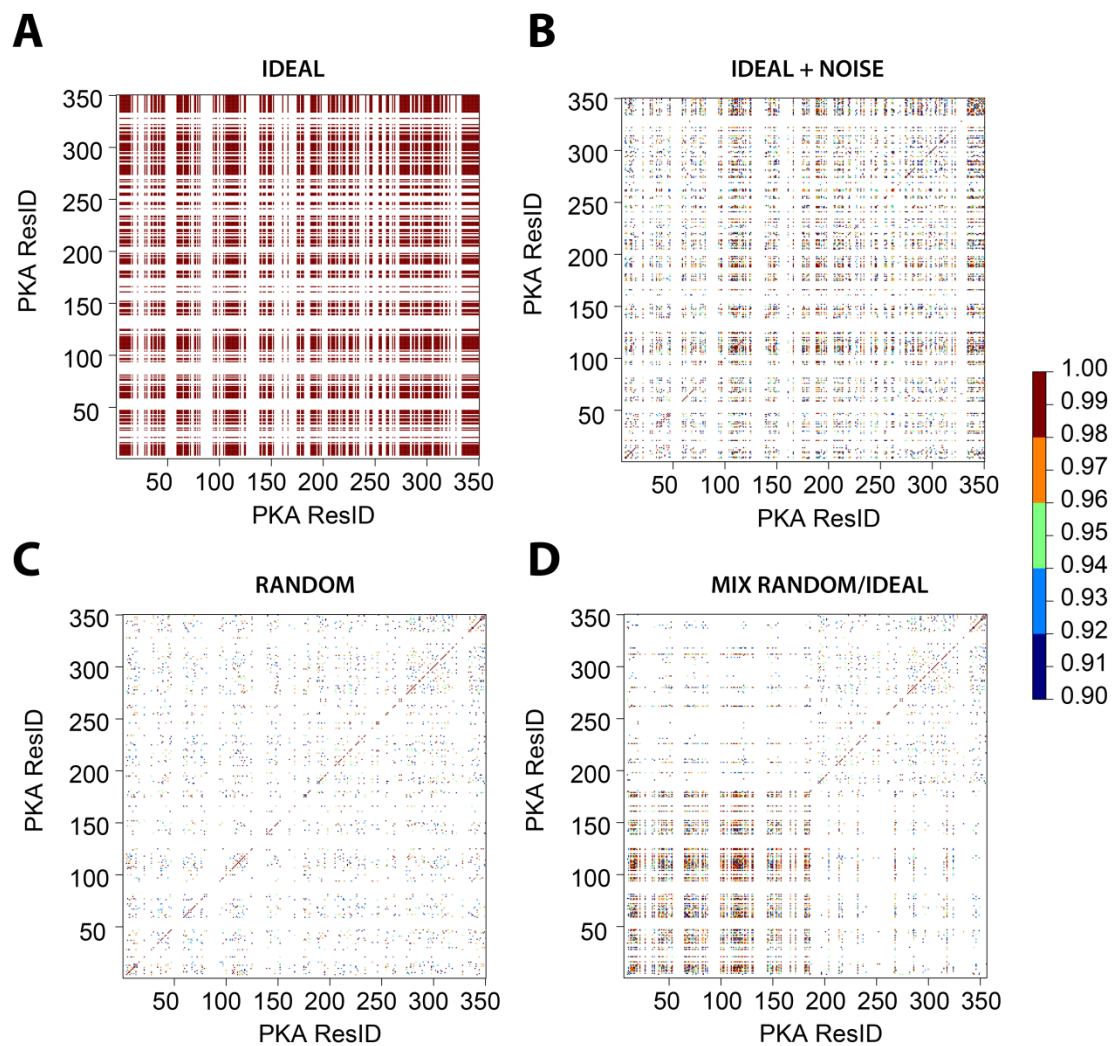 A
IDEAL
350
300
250
200
150
100
50
PKA ResID
50 100 150 200 250 300 350
PKA ResID
B
IDEAL + NOISE
350
300
250
200
150
100
50
PKA ResID
50 100 150 200 250 300 350
PKA ResID
1.00
0.99
0.98
0.97
0.96
0.95
0.94
0.93
0.92
0.91
0.90
C
RANDOM
350
300
250
200
150
100
50
PKA ResID
50 100 150 200 250 300 350
PKA ResID
D
MIX RANDOM/IDEAL
350
300
250
200
150
100
50
PKA ResID
50 100 150 200 250 300 350
PKA ResID